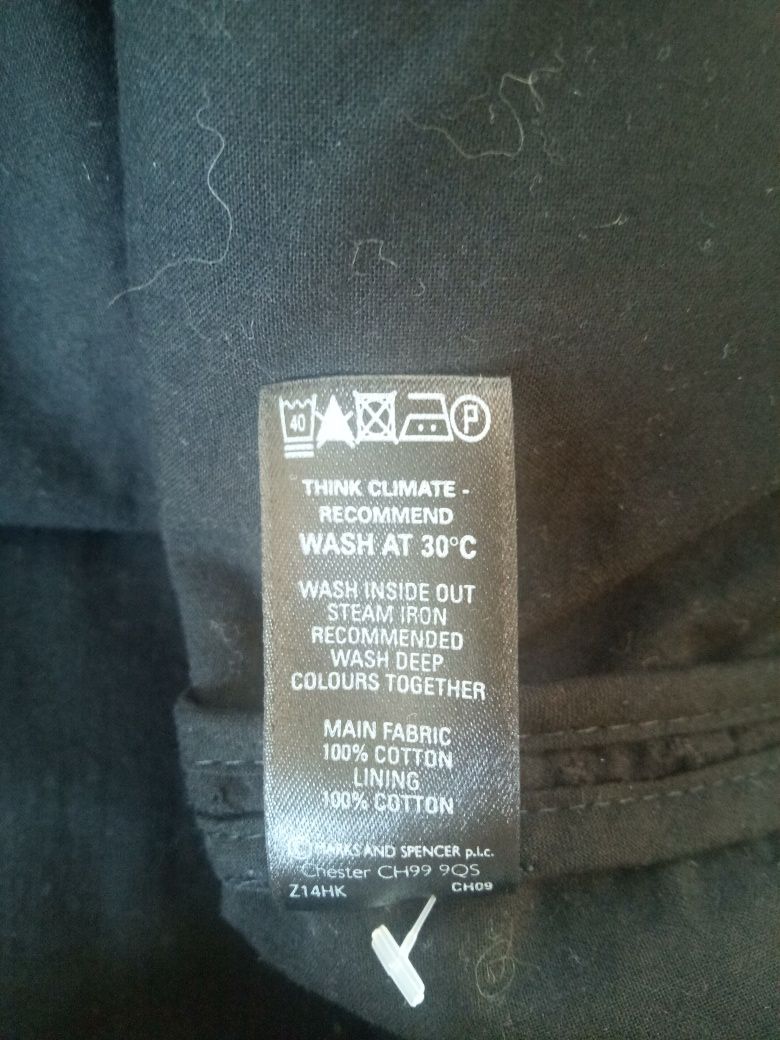 40 P
THINK CLIMATE -
RECOMMEND
WASH AT 30°C
WASH INSIDE OUT
STEAM IRON
RECOMMENDED
WASH DEEP
COLOURS TOGETHER
MAIN FABRIC
100% COTTON
LINING
100% COTTON
© MARKS AND SPENCER p.l.c.
Chester CH99 9QS
Z14HK CH09